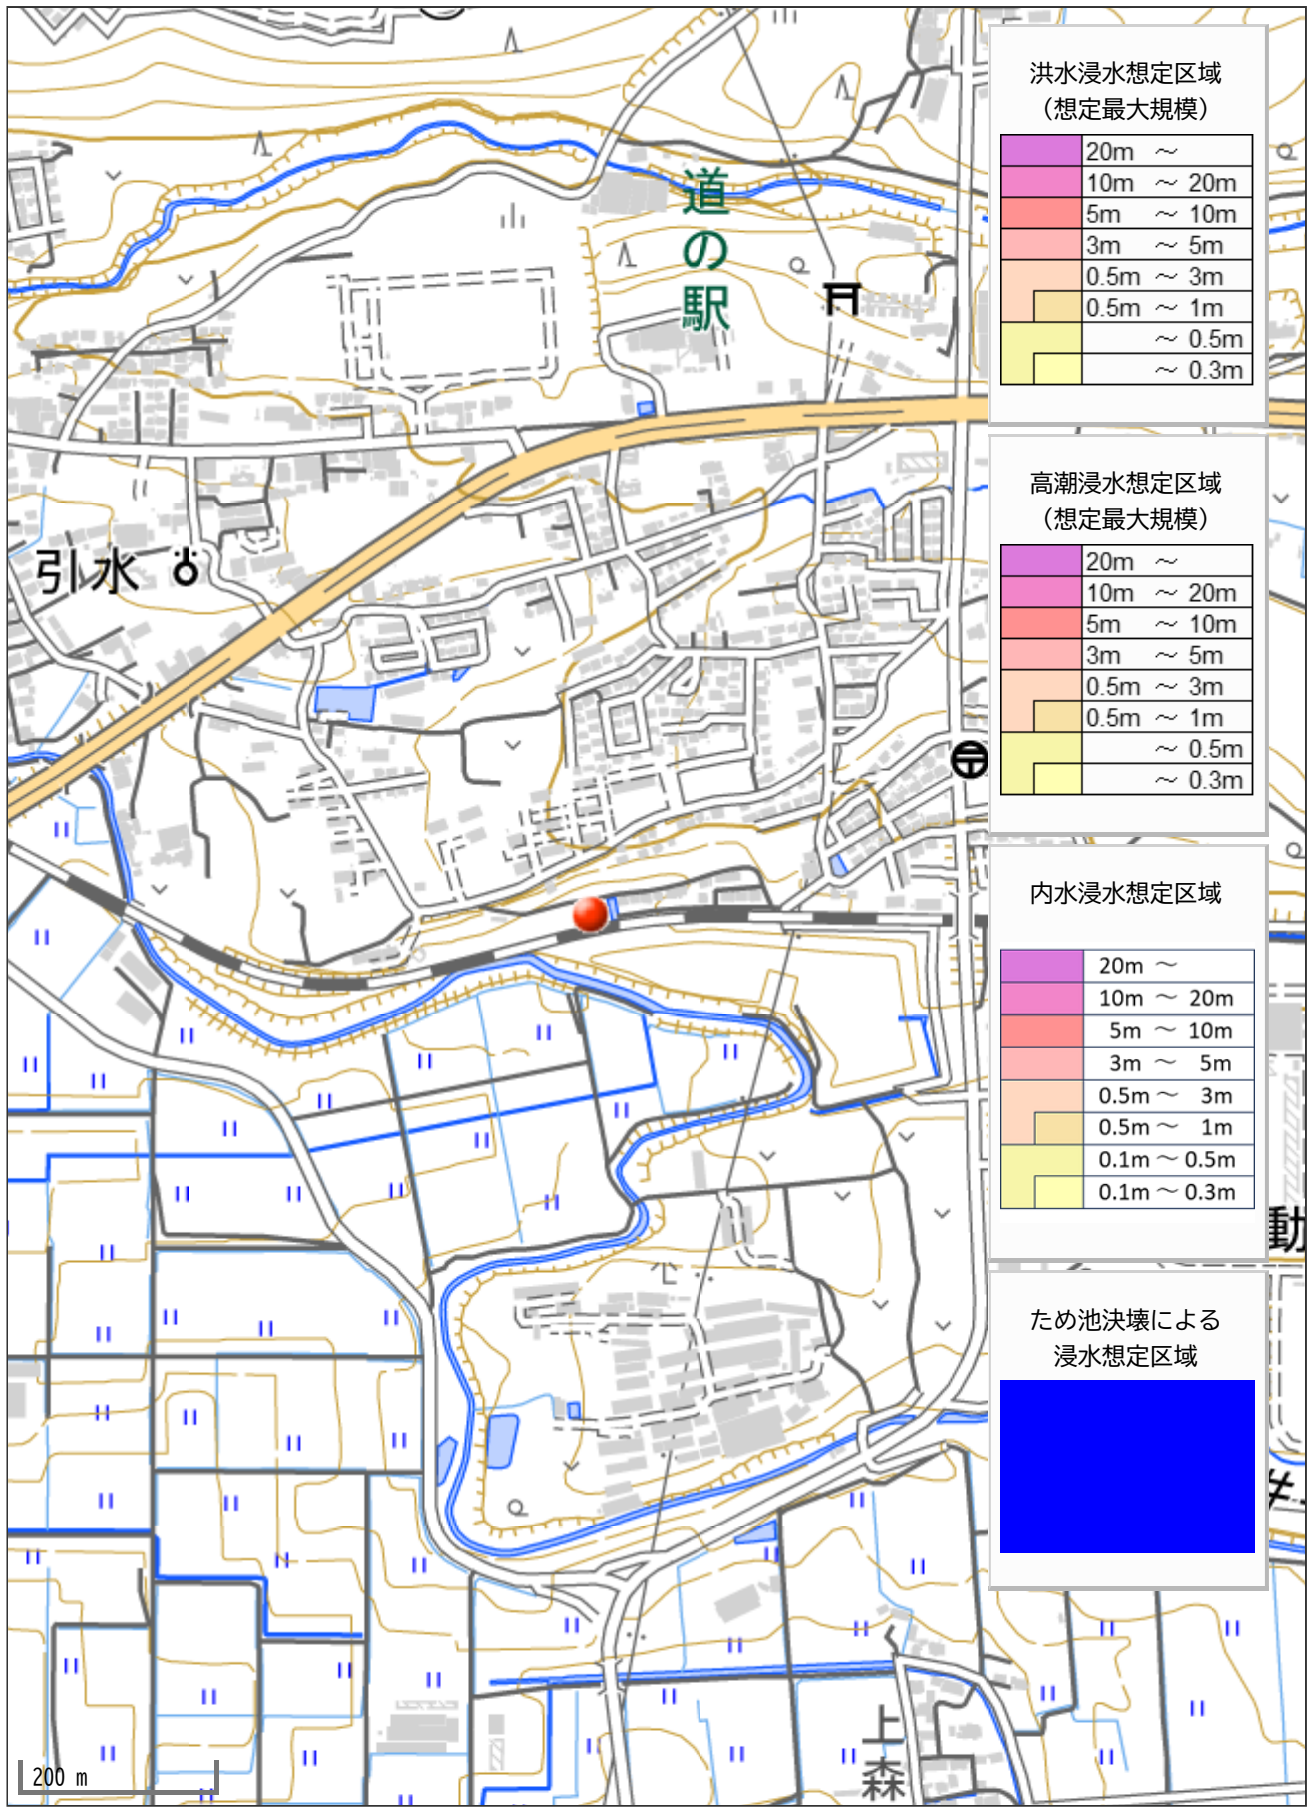 道の駅
引水
洪水浸水想定区域
（想定最大規模）
20m ～
10m ～ 20m
5m ～ 10m
3m ～ 5m
0.5m ～ 3m
0.5m ～ 1m
～ 0.5m
～ 0.3m
高潮浸水想定区域
（想定最大規模）
20m ～
10m ～ 20m
5m ～ 10m
3m ～ 5m
0.5m ～ 3m
0.5m ～ 1m
～ 0.5m
～ 0.3m
内水浸水想定区域
20m ～
10m ～ 20m
5m ～ 10m
3m ～ 5m
0.5m ～ 3m
0.5m ～ 1m
0.1m ～ 0.5m
0.1m ～ 0.3m
動
ため池決壊による
浸水想定区域
上森
200 m